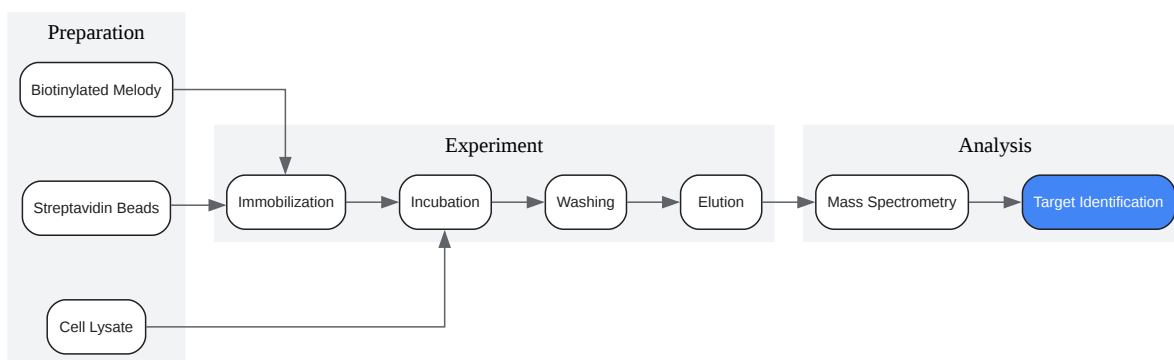 Preparation
Biotinylated Melody
Streptavidin Beads
Cell Lysate
Experiment
Immobilization
Incubation
Washing
Elution
Analysis
Mass Spectrometry
Target Identification